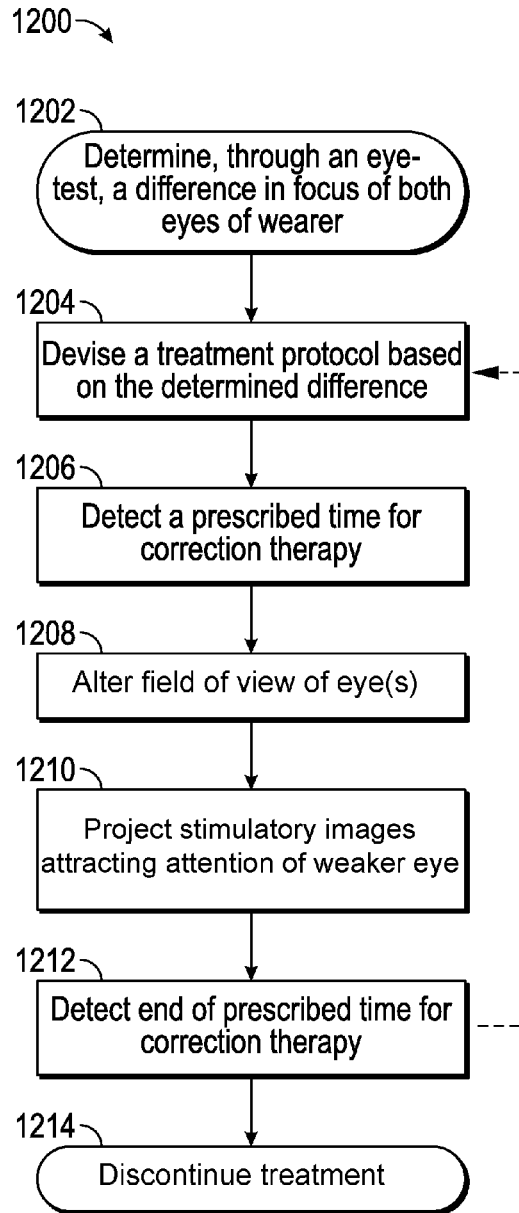 1200
1202
Determine, through an eye-
test, a difference in focus of both
eyes of wearer
1204
Devise a treatment protocol based
on the determined difference
1206
Detect a prescribed time for
correction therapy
1208
Alter field of view of eye(s)
1210
Project stimulatory images
attracting attention of weaker eye
1212
Detect end of prescribed time for
correction therapy
1214
Discontinue treatment